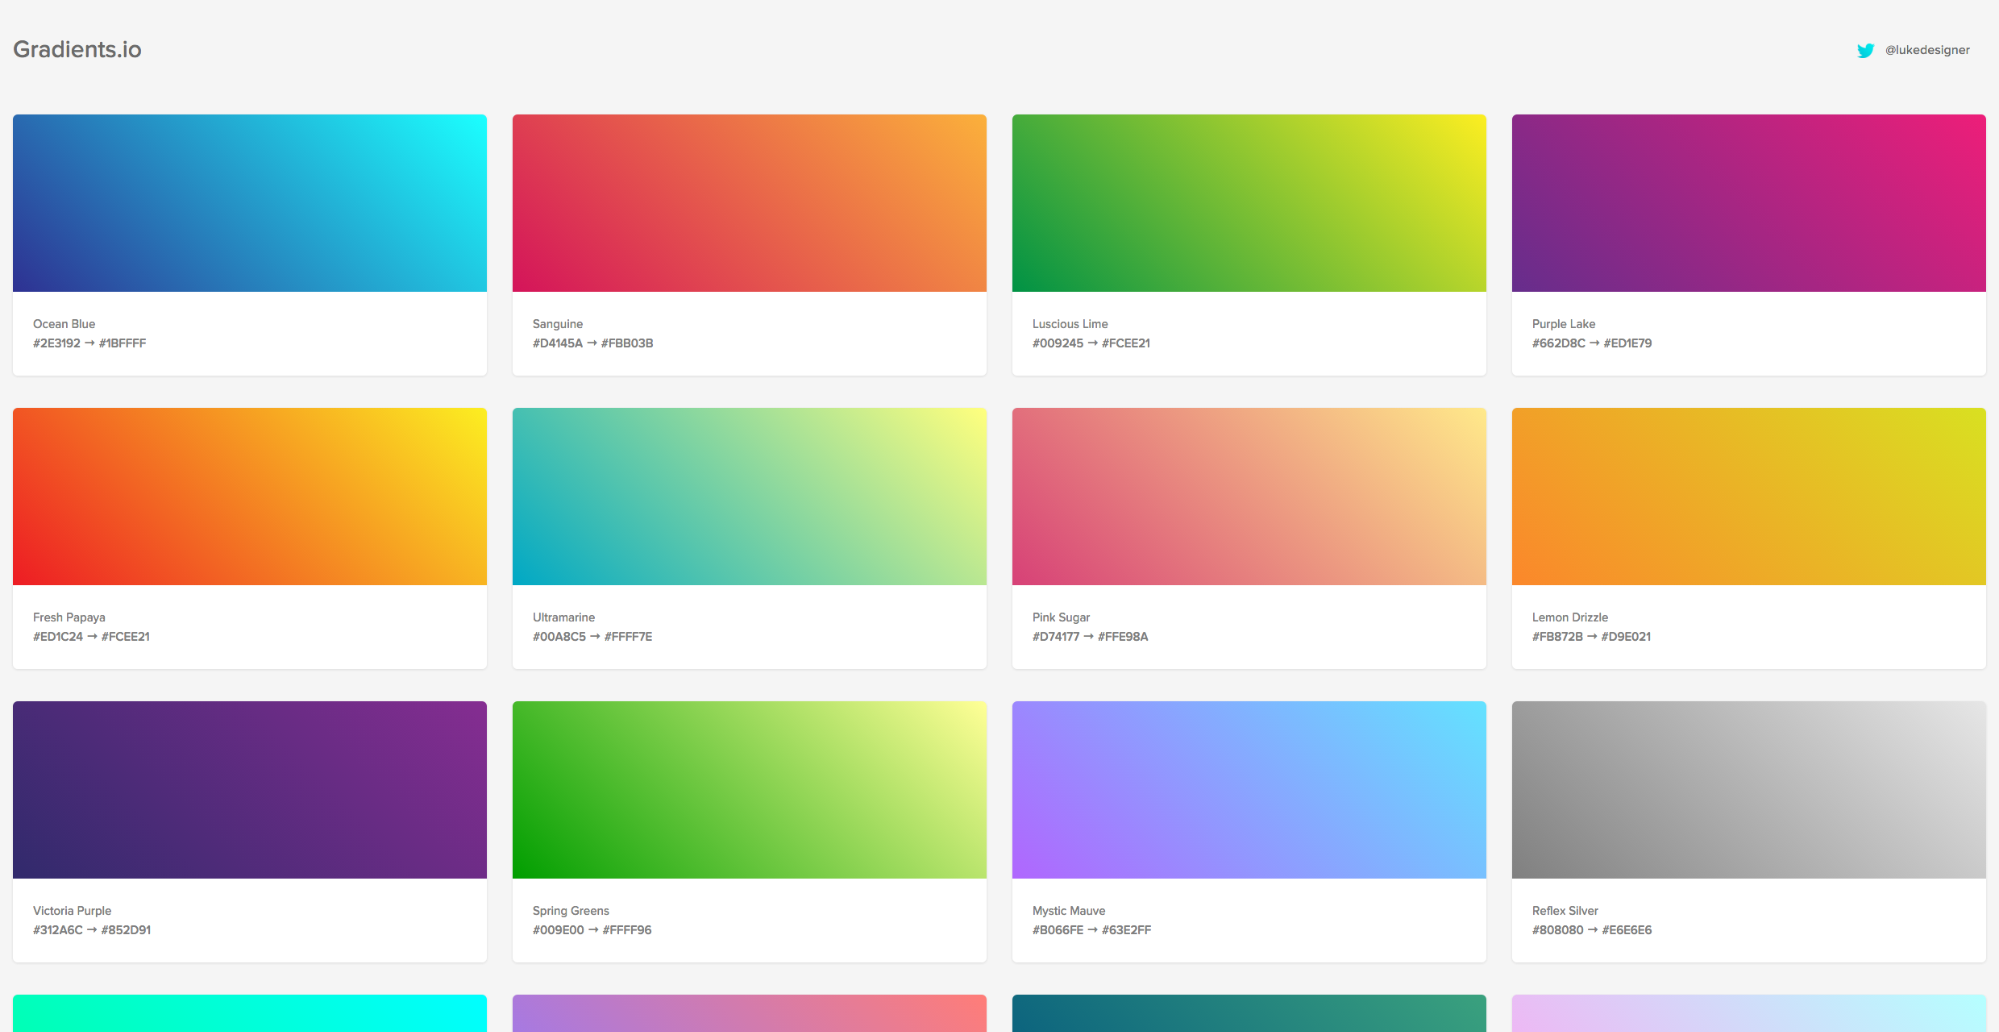 Gradients.io
@lukedesigner
Ocean Blue
#2E3192 → #1BFFFF
Sanguine
#D4145A → #FBB03B
Luscious Lime
#009245 → #FCEE21
Purple Lake
#662D8C → #ED1E79
Fresh Papaya
#ED1C24 → #FCEE21
Ultramarine
#00A8C5 → #FFFF7E
Pink Sugar
#D74177 → #FFE98A
Lemon Drizzle
#FB872B → #D9E021
Victoria Purple
#312A6C → #852D91
Spring Greens
#009E00 → #FFFF96
Mystic Mauve
#B066FE → #63E2FF
Reflex Silver
#808080 → #E6E6E6